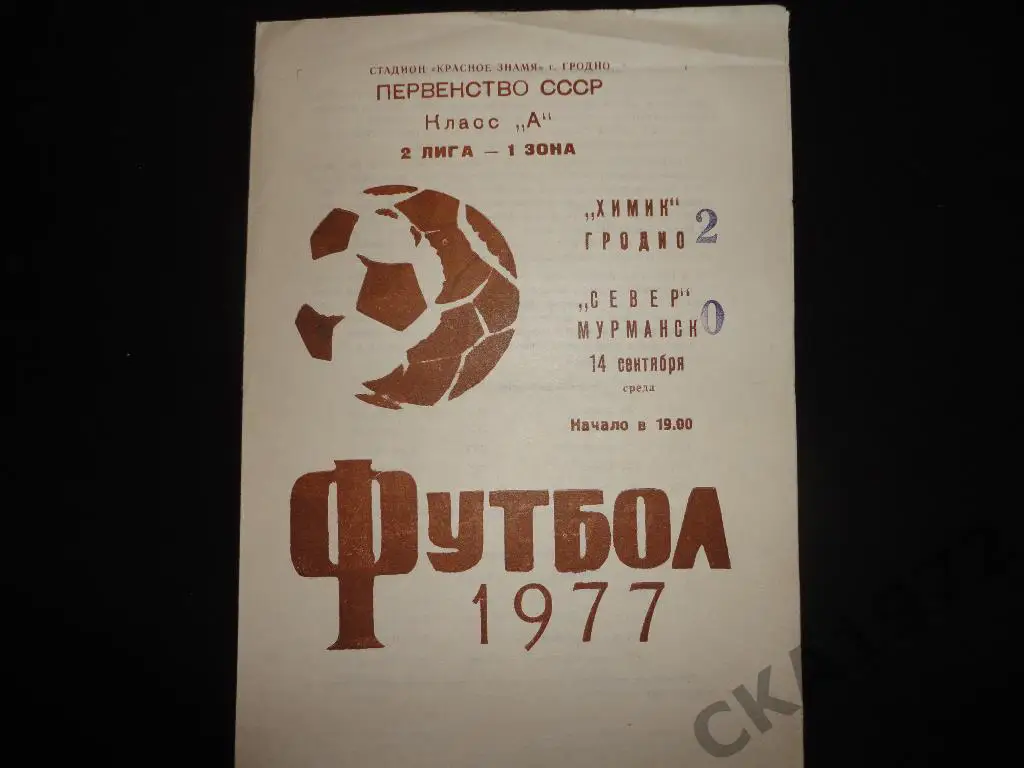 СТАДИОН «КРАСНОЕ ЗНАМЯ» г. ГРОДНО
ПЕРВЕНСТВО СССР
Класс „А"
2 ЛИГА — 1 ЗОНА
„ХИМИК"
ГРОДНО 2
„СЕВЕР"
МУРМАНСК 0
14 сентября
среда
Начало в 19.00
ФУТБОЛ
1977